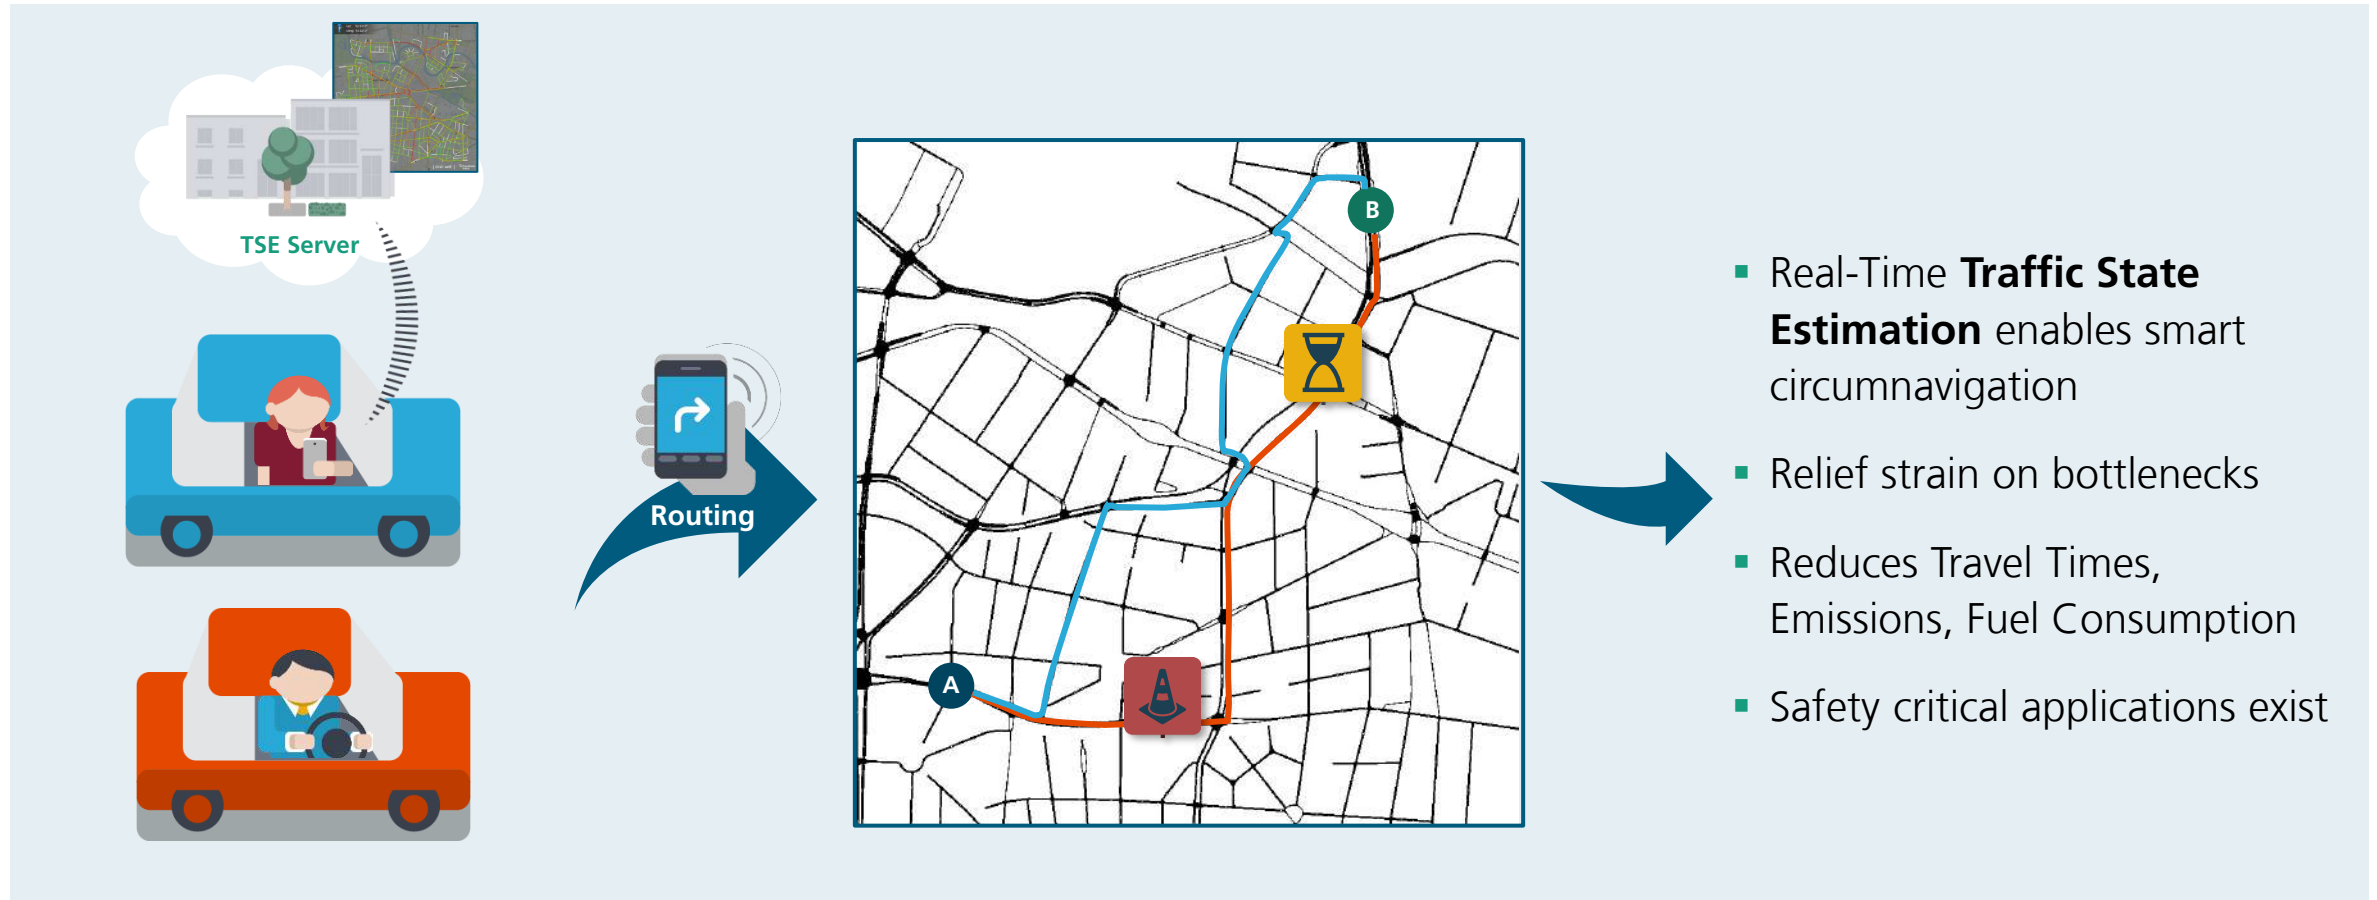 TSE Server
Routing
A
B
▪ Real-Time Traffic State
Estimation enables smart
circumnavigation
▪ Relief strain on bottlenecks
▪ Reduces Travel Times,
Emissions, Fuel Consumption
▪ Safety critical applications exist